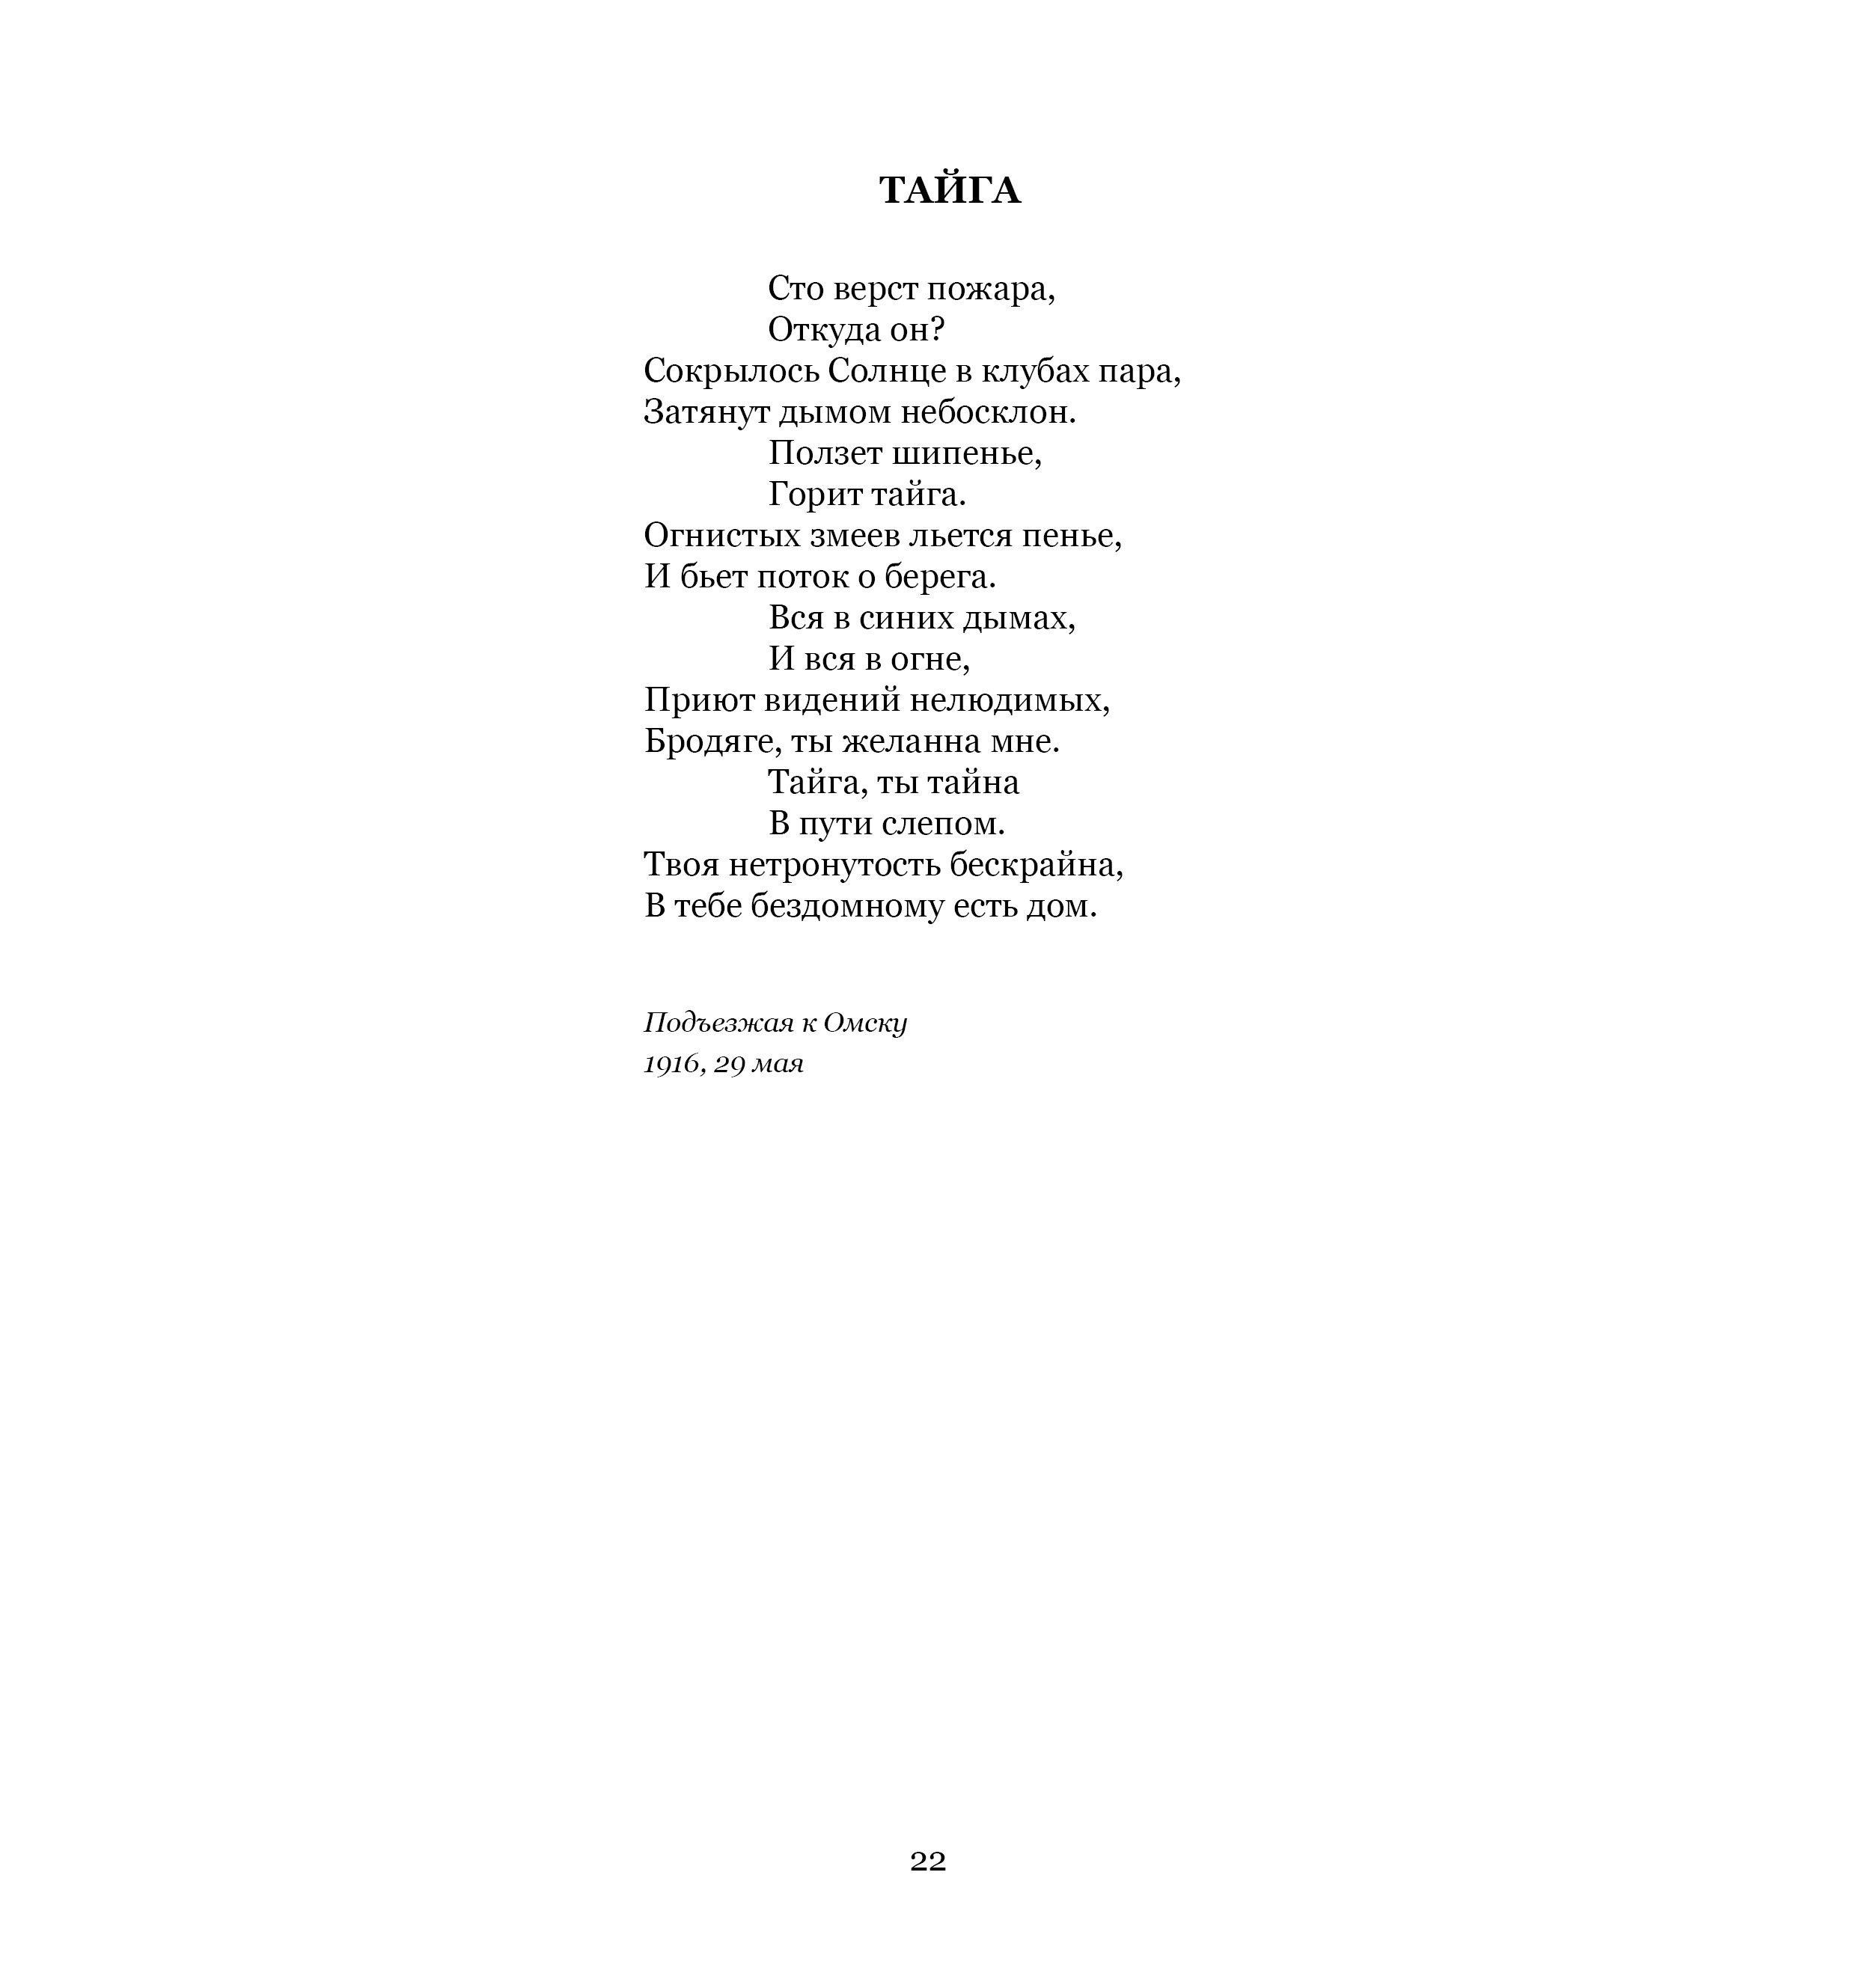 ТАЙГА
Сто верст пожара,
Откуда он?
Сокрылось Солнце в клубах пара,
Затянут дымом небосклон.
Ползет шипенье,
Горит тайга.
Огнистых змеев льется пенье,
И бьет поток о берега.
Вся в синих дымах,
И вся в огне,
Приют видений нелюдимых,
Бродяге, ты желанна мне.
Тайга, ты тайна
В пути слепом.
Твоя нетронутость бескрайна,
В тебе бездомному есть дом.
Подъезжая к Омску
1916, 29 мая
22